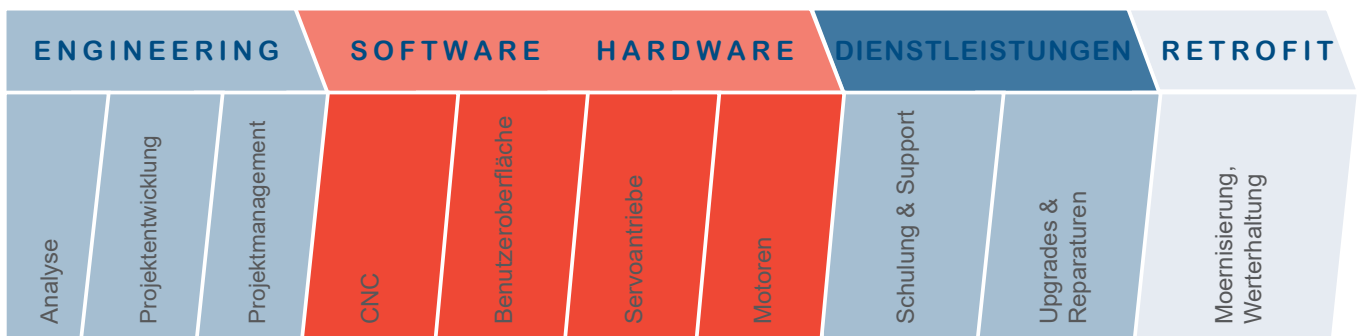 ENGINEERING
SOFTWARE
HARDWARE
DIENSTLEISTUNGEN
RETROFIT
Analyse
Projektentwicklung
Projektmanagement
CNC
Benutzeroberfläche
Servoantriebe
Motoren
Schulung & Support
Upgrades &
Reparaturen
Moernisierung,
Werterhaltung